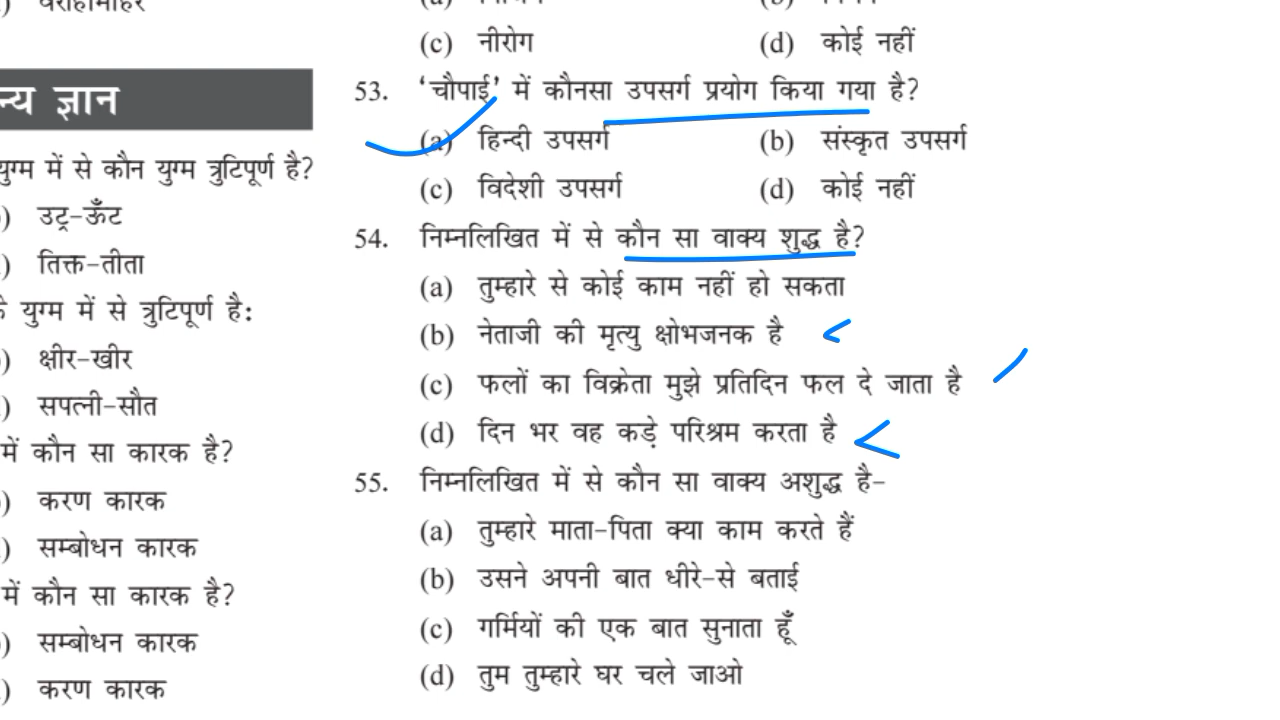 वराहमिहिर
न्य ज्ञान
युग्म में से कौन युग्म त्रुटिपूर्ण है?
) उट्र-ऊँट
) तिक्त-तीता
के युग्म में से त्रुटिपूर्ण है:
) क्षीर-खीर
) सपत्नी-सौत
में कौन सा कारक है?
) करण कारक
) सम्बोधन कारक
में कौन सा कारक है?
) सम्बोधन कारक
) करण कारक
(c) नीरोग (d) कोई नहीं
53. ‘चौपाई’ में कौनसा उपसर्ग प्रयोग किया गया है?
(a) हिन्दी उपसर्ग (b) संस्कृत उपसर्ग
(c) विदेशी उपसर्ग (d) कोई नहीं
54. निम्नलिखित में से कौन सा वाक्य शुद्ध है?
(a) तुम्हारे से कोई काम नहीं हो सकता
(b) नेताजी की मृत्यु क्षोभजनक है
(c) फलों का विक्रेता मुझे प्रतिदिन फल दे जाता है
(d) दिन भर वह कड़े परिश्रम करता है
55. निम्नलिखित में से कौन सा वाक्य अशुद्ध है-
(a) तुम्हारे माता-पिता क्या काम करते हैं
(b) उसने अपनी बात धीरे-से बताई
(c) गर्मियों की एक बात सुनाता हूँ
(d) तुम तुम्हारे घर चले जाओ